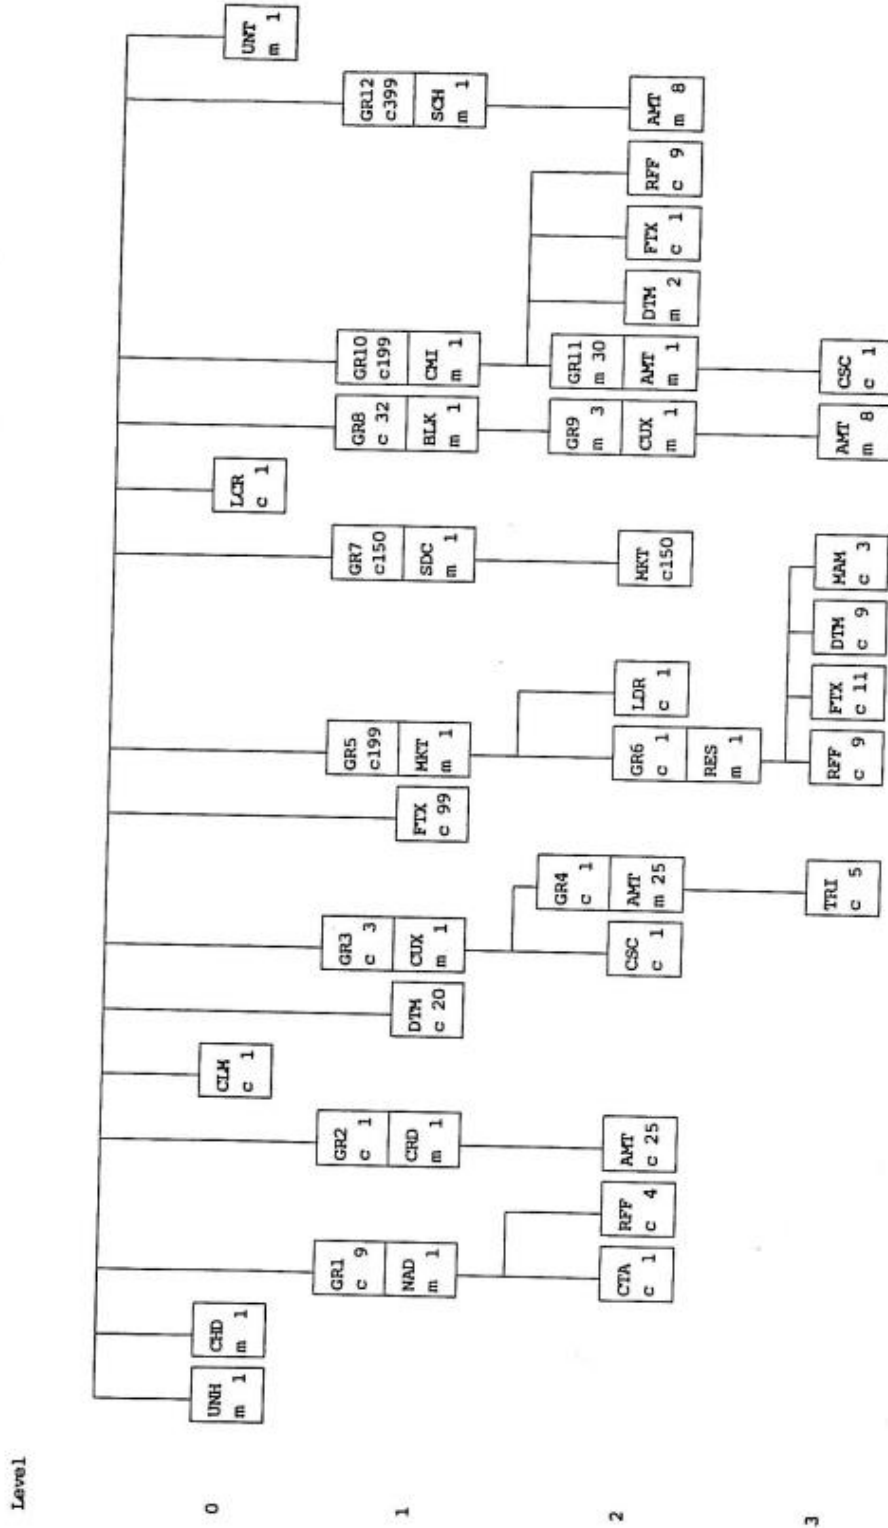 Level
0
UNH
m 1
CHD
m 1
CLM
c 1
LCR
c 1
UNT
m 1
1
GR1
c 9
NAD
m 1
GR2
c 1
CRD
m 1
DTM
c 20
GR3
c 3
CUX
m 1
FTX
c 99
GR5
c199
MKT
m 1
GR7
c150
SDC
m 1
GR8
c 32
BLK
m 1
GR10
c199
CMI
m 1
GR12
c399
SCH
m 1
2
CTA
c 1
RFF
c 4
AMT
c 25
CSC
c 1
GR4
c 1
AMT
m 25
GR6
c 1
RES
m 1
LDR
c 1
MKT
c150
GR9
m 3
CUX
m 1
GR11
m 30
AMT
m 1
DTM
m 2
FTX
c 1
RFF
c 9
AMT
m 8
3
TRI
c 5
RFF
c 9
FTX
c 11
DTM
c 9
MAM
c 3
AMT
m 8
CSC
c 1